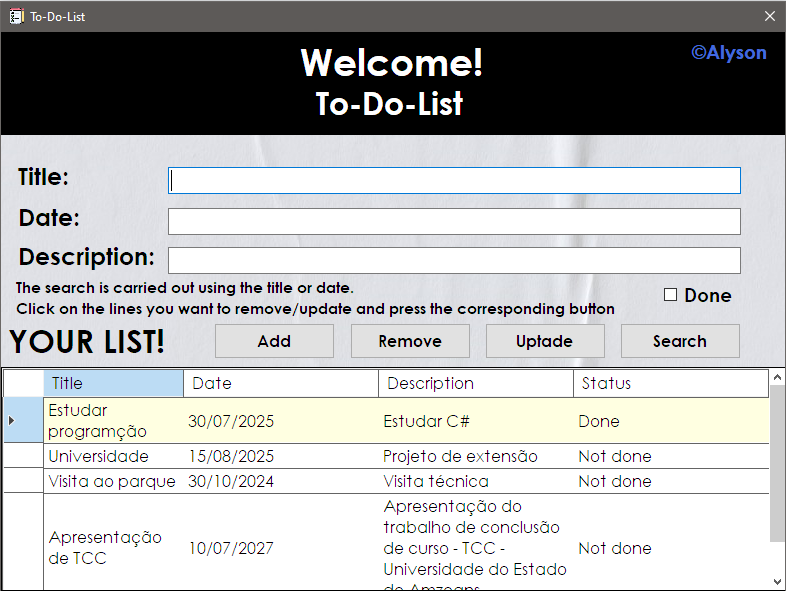 To-Do-List
Welcome!
To-Do-List
©Alyson
Title:
Date:
Description:
The search is carried out using the title or date.
Click on the lines you want to remove/update and press the corresponding button
Done
YOUR LIST!
Add
Remove
Uptade
Search
Title Date Description Status
Estudar
programção
30/07/2025
Estudar C#
Done
Universidade 15/08/2025 Projeto de extensão Not done
Visita ao parque 30/10/2024 Visita técnica Not done
Apresentação
de TCC
10/07/2027
Apresentação do
trabalho de conclusão
de curso - TCC -
Universidade do Estado
Not done